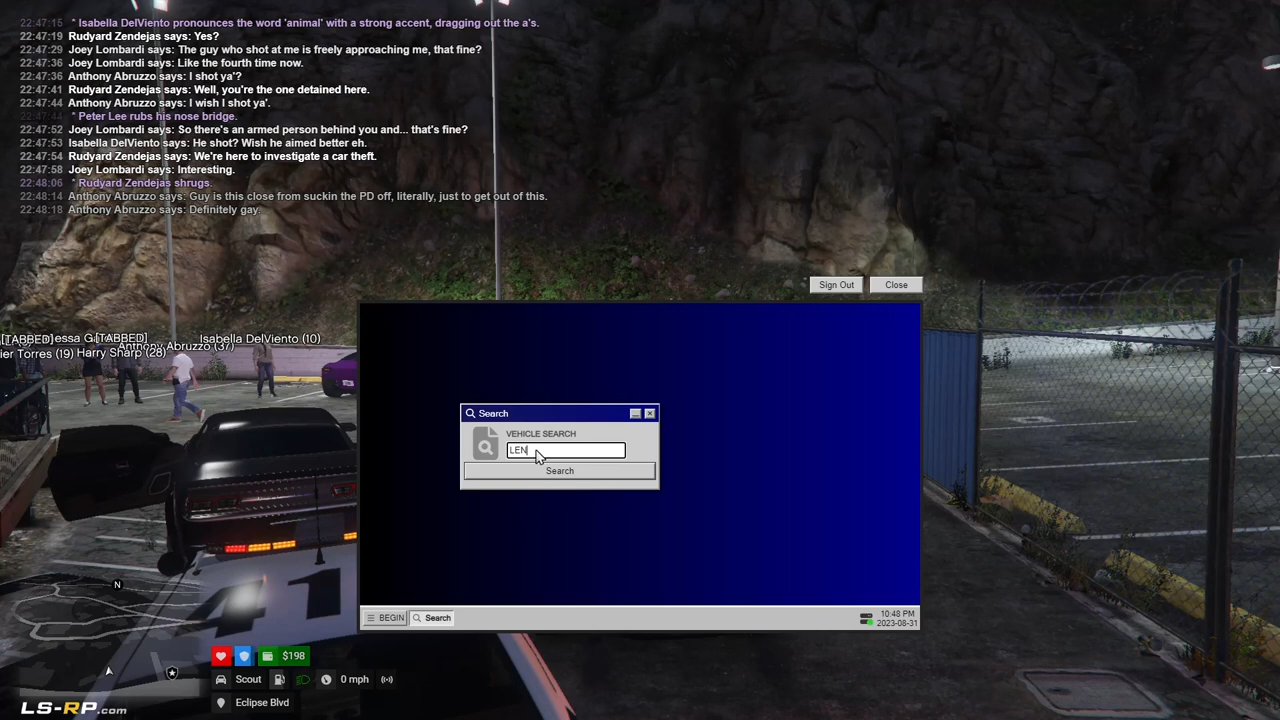 22:47:15 * Isabella DelViento pronounces the word 'animal' with a strong accent, dragging out the a's.
22:47:19 Rudyard Zendejas says: Yes?
22:47:29 Joey Lombardi says: The guy who shot at me is freely approaching me, that fine?
22:47:36 Joey Lombardi says: Like the fourth time now.
22:47:36 Anthony Abruzzo says: I shot ya'?
22:47:41 Rudyard Zendejas says: Well, you're the one detained here.
22:47:44 Anthony Abruzzo says: I wish I shot ya'.
22:47:44 * Peter Lee rubs his nose bridge.
22:47:52 Joey Lombardi says: So there's an armed person behind you and... that's fine?
22:47:53 Isabella DelViento says: He shot? Wish he aimed better eh.
22:47:54 Rudyard Zendejas says: We're here to investigate a car theft.
22:47:58 Joey Lombardi says: Interesting.
22:48:06 * Rudyard Zendejas shrugs.
22:48:14 Anthony Abruzzo says: Guy is this close from suckin the PD off, literally, just to get out of this.
22:48:18 Anthony Abruzzo says: Definitely gay.
Sign Out Close
[TABBED]essa G[TABBED] Isabella DelViento (10)
Anthony Abruzzo (37)
ier Torres (19) Harry Sharp (28)
Search
VEHICLE SEARCH
LEN
Search
N
41
BEGIN Search 10:48 PM
2023-08-31
$198
Scout 0 mph
Eclipse Blvd
LS-RP.com